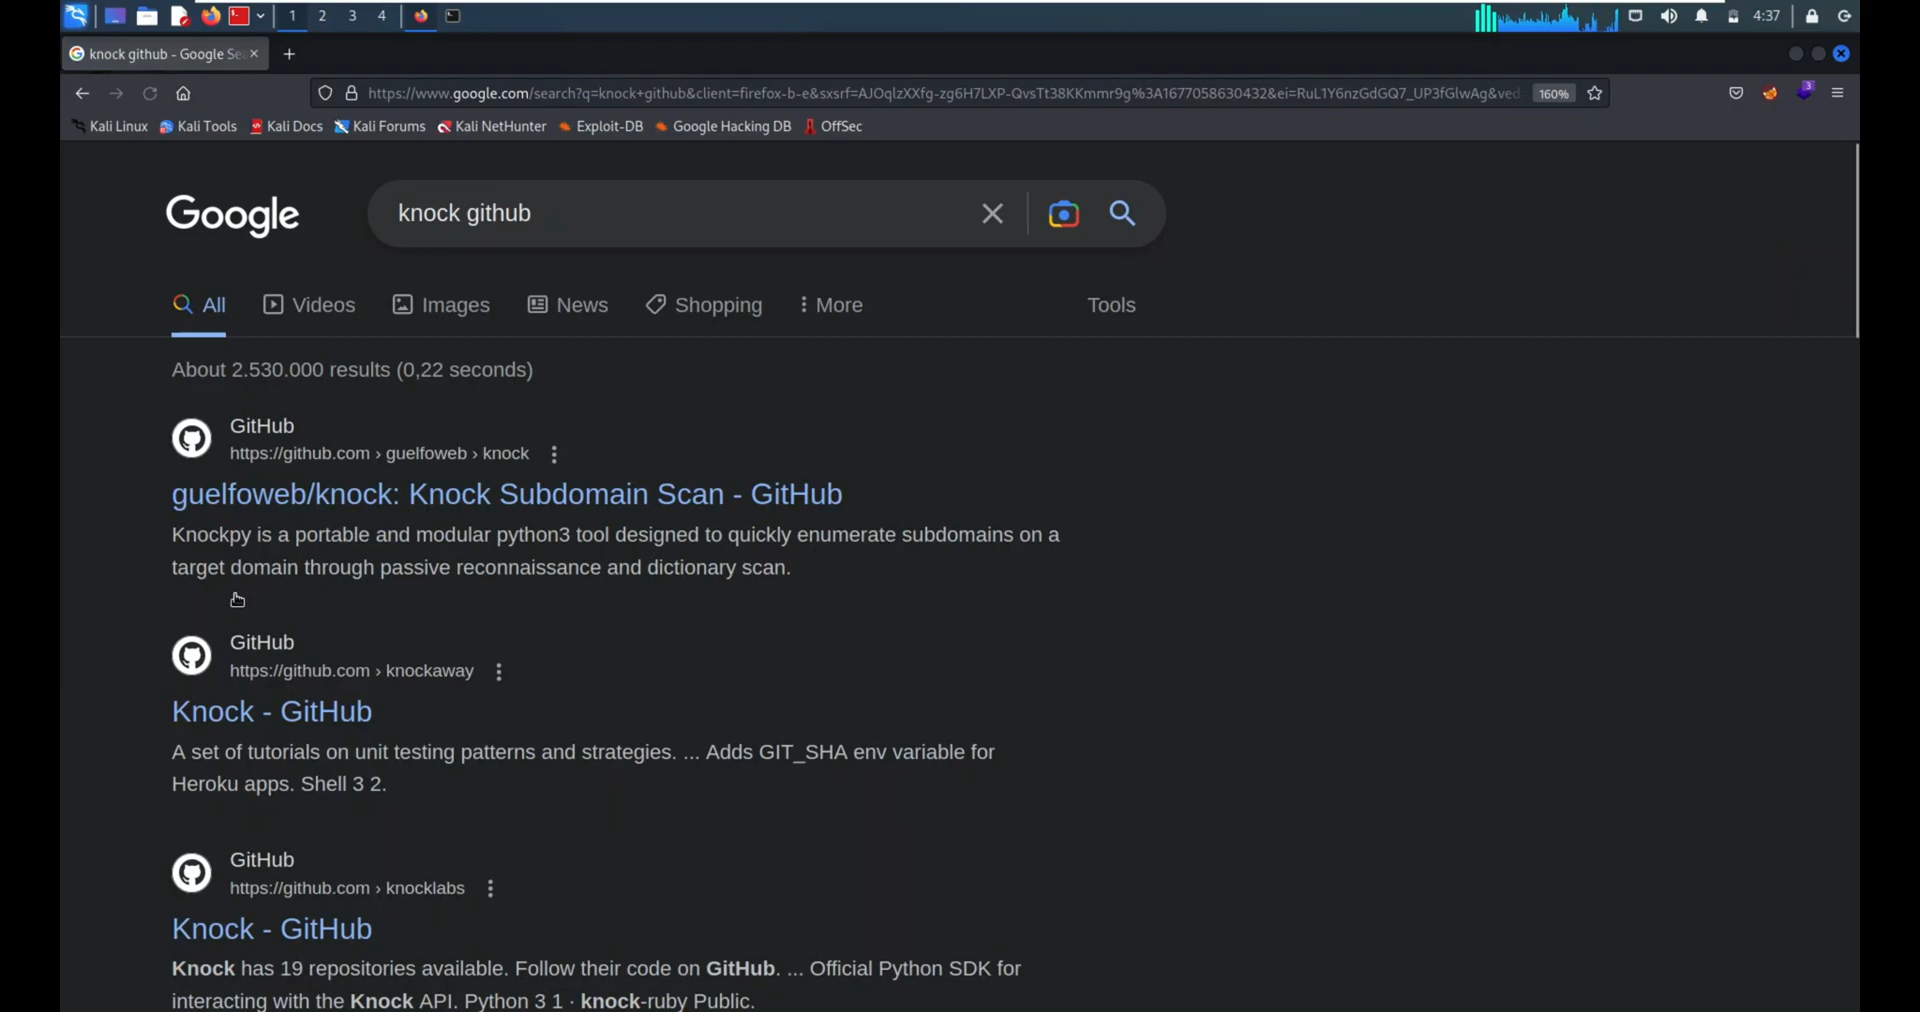 1 2 3 4 4:37
knock github - Google Sea
https://www.google.com/search?q=knock+github&client=firefox-b-e&sxsrf=AJOqlzXXfg-zg6H7LXP-QvsTt38KKmmr9g%3A1677058630432&ei=RuL1Y6nzGdGQ7_UP3fGlwAg&ved 160% 3
Kali Linux Kali Tools Kali Docs Kali Forums Kali NetHunter Exploit-DB Google Hacking DB OffSec
Google knock github
All Videos Images News Shopping More Tools
About 2.530.000 results (0,22 seconds)
GitHub
https://github.com › guelfoweb › knock
guelfoweb/knock: Knock Subdomain Scan - GitHub
Knockpy is a portable and modular python3 tool designed to quickly enumerate subdomains on a
target domain through passive reconnaissance and dictionary scan.
GitHub
https://github.com › knockaway
Knock - GitHub
A set of tutorials on unit testing patterns and strategies. ... Adds GIT_SHA env variable for
Heroku apps. Shell 3 2.
GitHub
https://github.com › knocklabs
Knock - GitHub
Knock has 19 repositories available. Follow their code on GitHub. ... Official Python SDK for
interacting with the Knock API. Python 3 1 · knock-ruby Public.